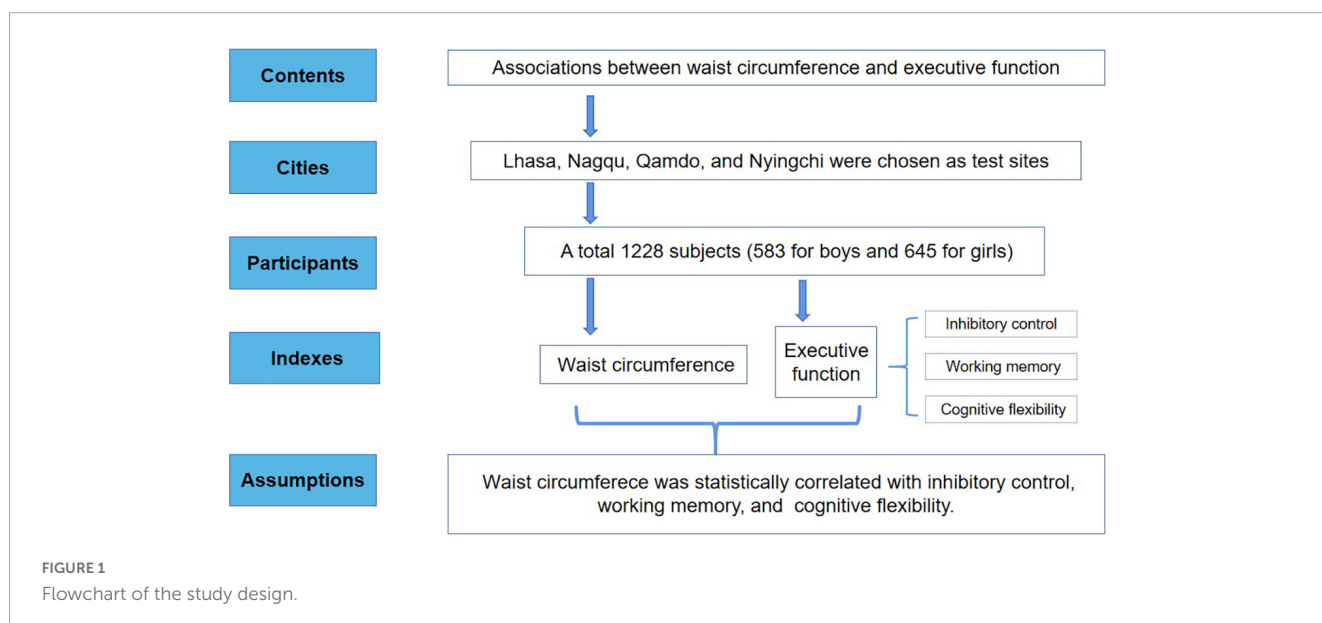 Contents
Associations between waist circumference and executive function
Cities
Lhasa, Nagqu, Qamdo, and Nyingchi were chosen as test sites
Participants
A total 1228 subjects (583 for boys and 645 for girls)
Indexes
Waist circumference
Executive
function
Inhibitory control
Working memory
Cognitive flexibility
Assumptions
Waist circumferece was statistically correlated with inhibitory control,
working memory, and cognitive flexibility.
FIGURE 1
Flowchart of the study design.